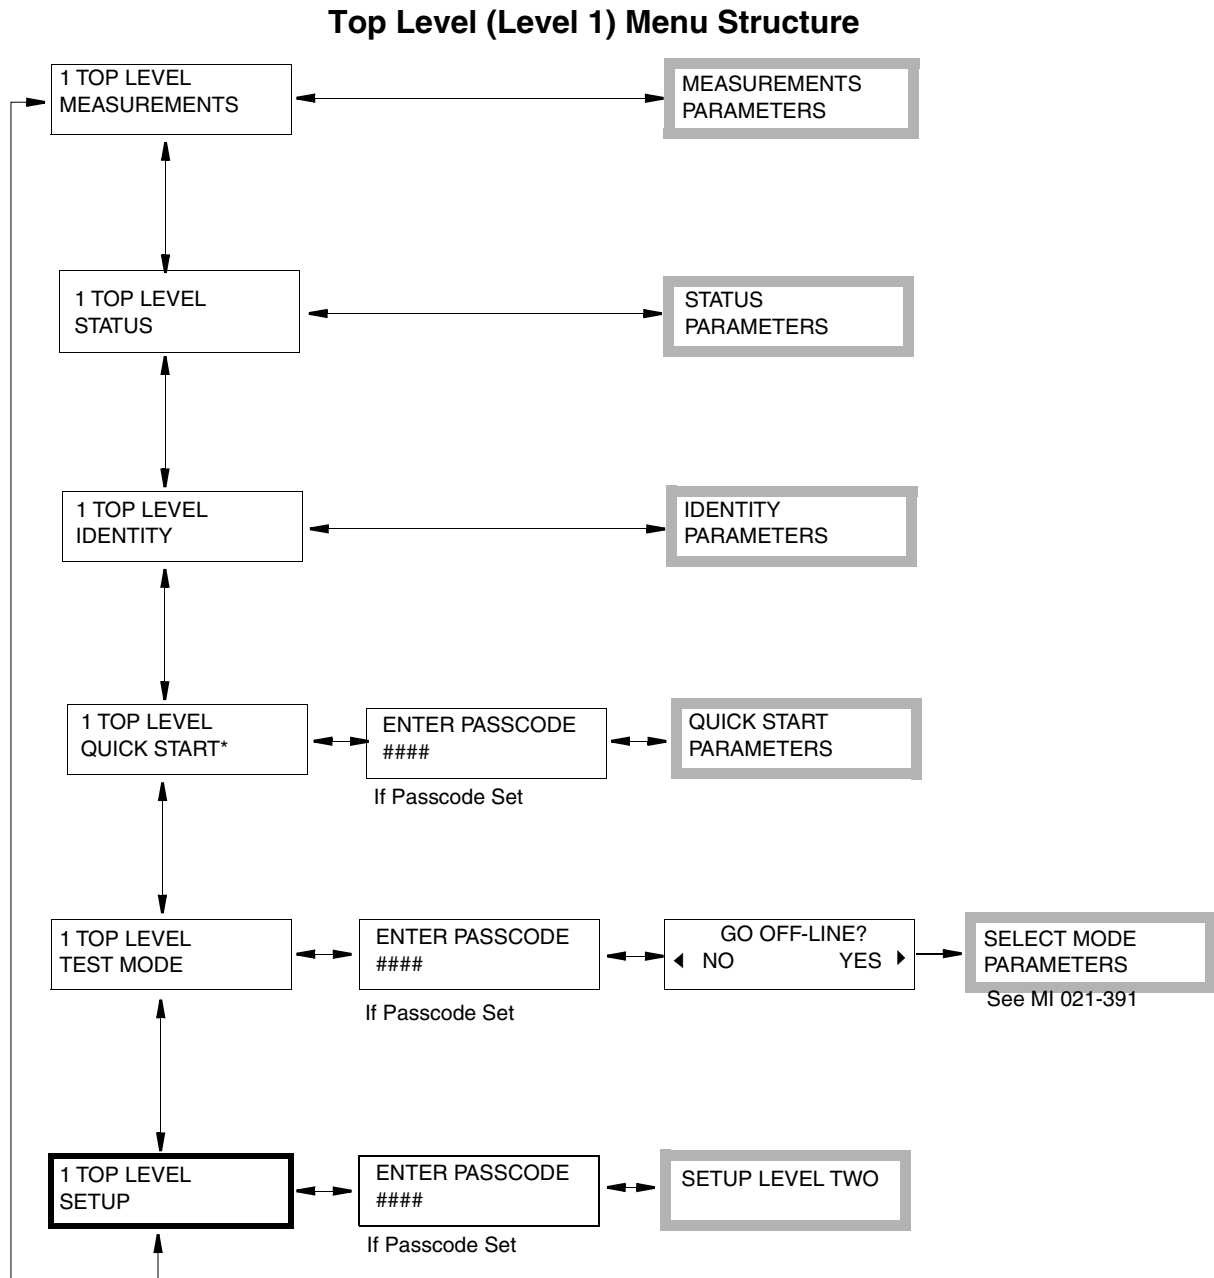 Top Level (Level 1) Menu Structure
1 TOP LEVEL
MEASUREMENTS
MEASUREMENTS
PARAMETERS
1 TOP LEVEL
STATUS
STATUS
PARAMETERS
1 TOP LEVEL
IDENTITY
IDENTITY
PARAMETERS
1 TOP LEVEL
QUICK START*
ENTER PASSCODE
####
If Passcode Set
QUICK START
PARAMETERS
1 TOP LEVEL
TEST MODE
ENTER PASSCODE
####
If Passcode Set
GO OFF-LINE?
NO YES
SELECT MODE
PARAMETERS
See MI 021-391
1 TOP LEVEL
SETUP
ENTER PASSCODE
####
If Passcode Set
SETUP LEVEL TWO